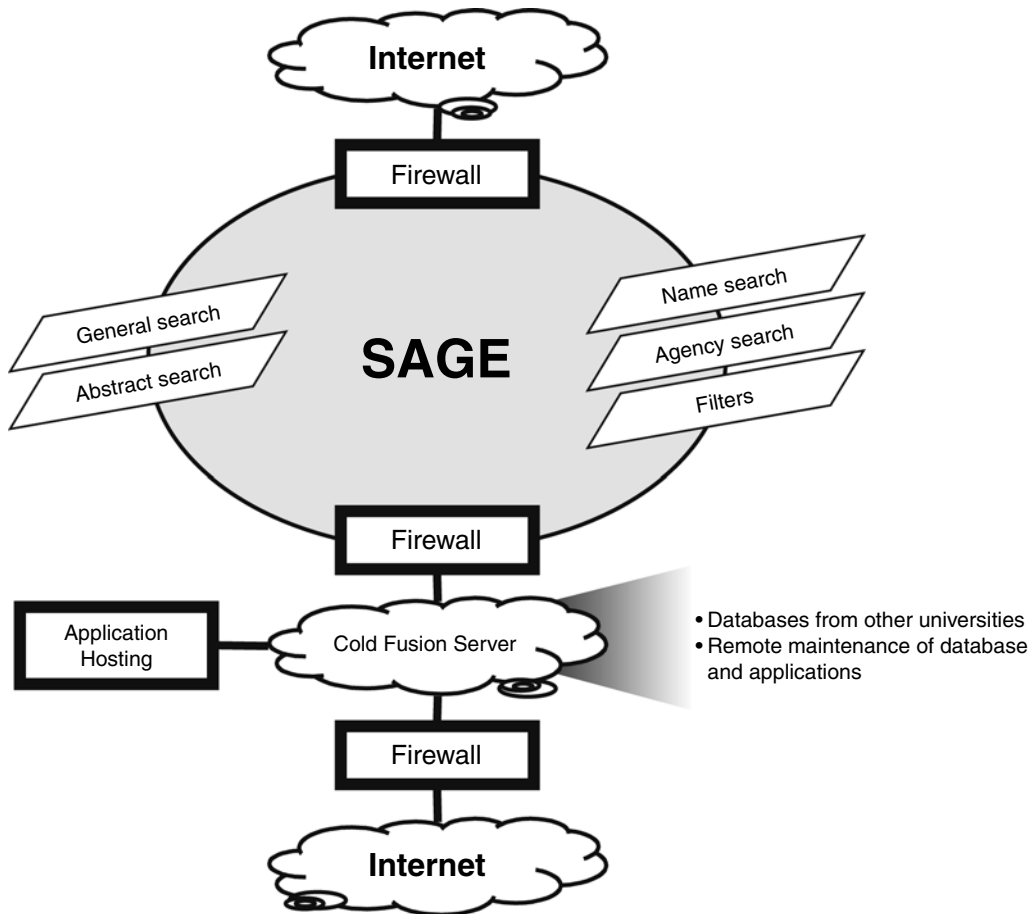 Internet
Firewall
General search
Abstract search
SAGE
Name search
Agency search
Filters
Firewall
Application
Hosting
Cold Fusion Server
• Databases from other universities
• Remote maintenance of database
and applications
Firewall
Internet